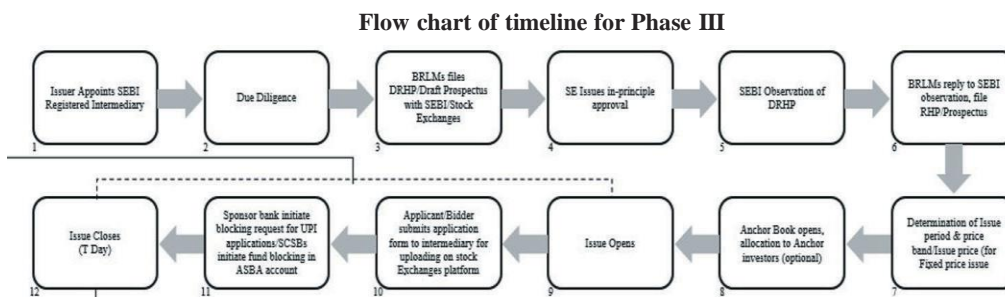 Flow chart of timeline for Phase III
Issuer Appoints SEBI
Registered Intermediary
1
Due Diligence
2
BRLMs files
DRHP/Draft Prospectus
with SEBI/Stock
Exchanges
3
SE Issues in-principle
approval
4
SEBI Observation of
DRHP
5
BRLMs reply to SEBI
observation, file
RHP/Prospectus
6
Determination of Issue
period & price
band/Issue price (for
Fixed price issue
7
Anchor Book opens,
allocation to Anchor
investors (optional)
8
Issue Opens
9
Applicant/Bidder
submits application
form to intermediary for
uploading on stock
Exchanges platform
10
Sponsor bank initiate
blocking request for UPI
applications/SCSBs
initiate fund blocking in
ASBA account
11
Issue Closes
(T Day)
12